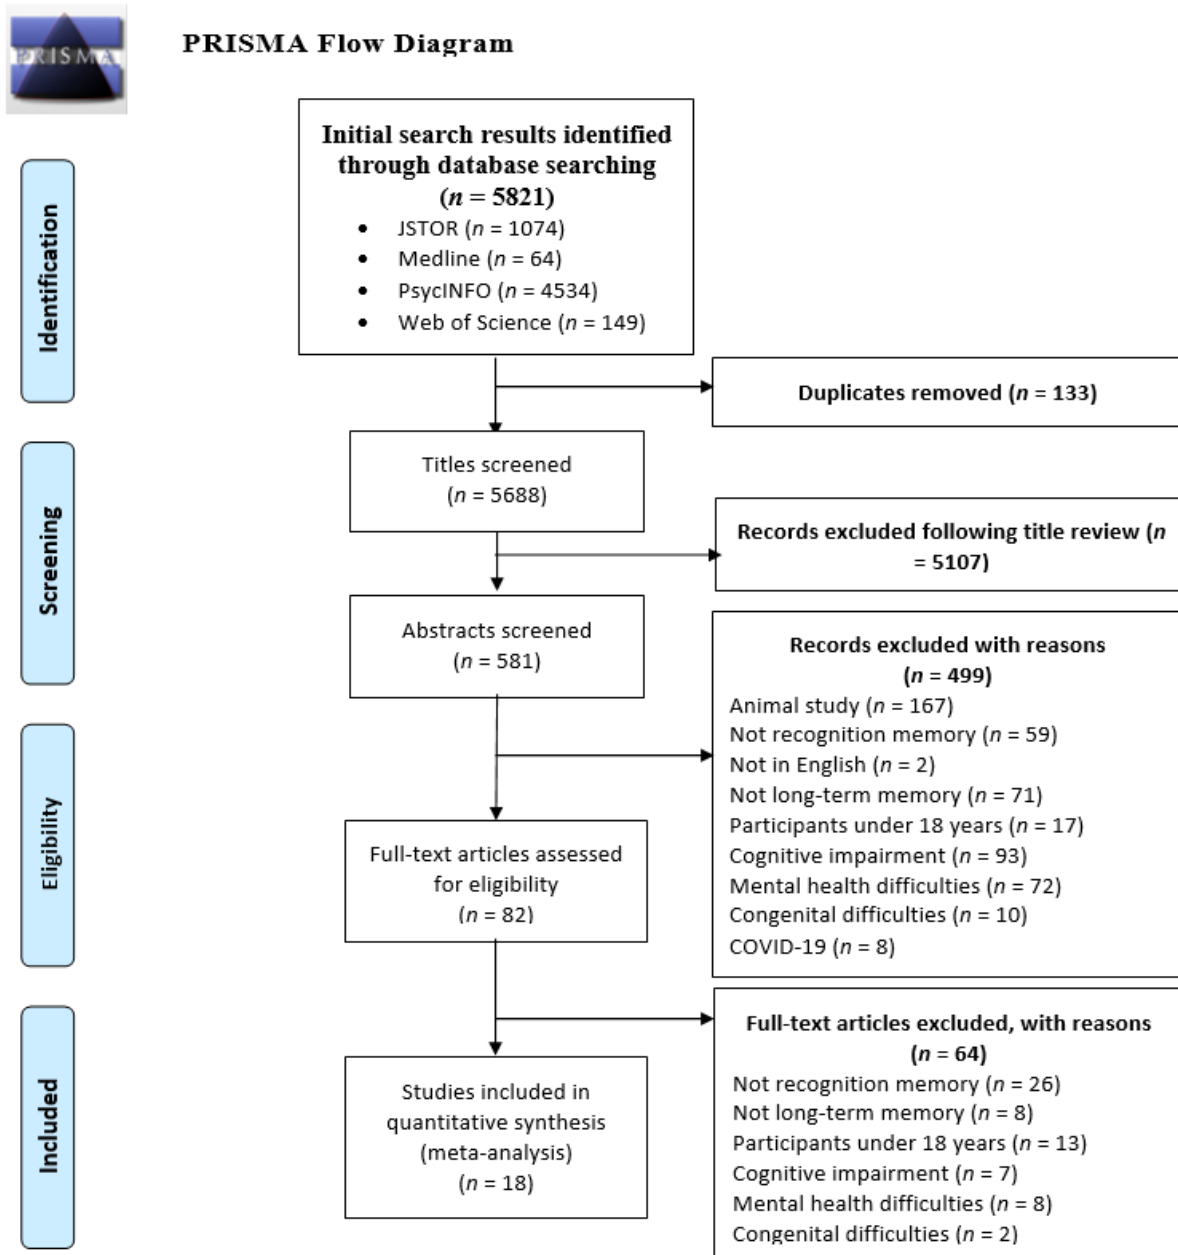 PRISMA
PRISMA Flow Diagram
Identification
Initial search results identified
through database searching
(n = 5821)
• JSTOR (n = 1074)
• Medline (n = 64)
• PsycINFO (n = 4534)
• Web of Science (n = 149)
Duplicates removed (n = 133)
Screening
Titles screened
(n = 5688)
Records excluded following title review (n
= 5107)
Abstracts screened
(n = 581)
Records excluded with reasons
(n = 499)
Animal study (n = 167)
Not recognition memory (n = 59)
Not in English (n = 2)
Not long-term memory (n = 71)
Participants under 18 years (n = 17)
Cognitive impairment (n = 93)
Mental health difficulties (n = 72)
Congenital difficulties (n = 10)
COVID-19 (n = 8)
Eligibility
Full-text articles assessed
for eligibility
(n = 82)
Full-text articles excluded, with reasons
(n = 64)
Not recognition memory (n = 26)
Not long-term memory (n = 8)
Participants under 18 years (n = 13)
Cognitive impairment (n = 7)
Mental health difficulties (n = 8)
Congenital difficulties (n = 2)
Included
Studies included in
quantitative synthesis
(meta-analysis)
(n = 18)